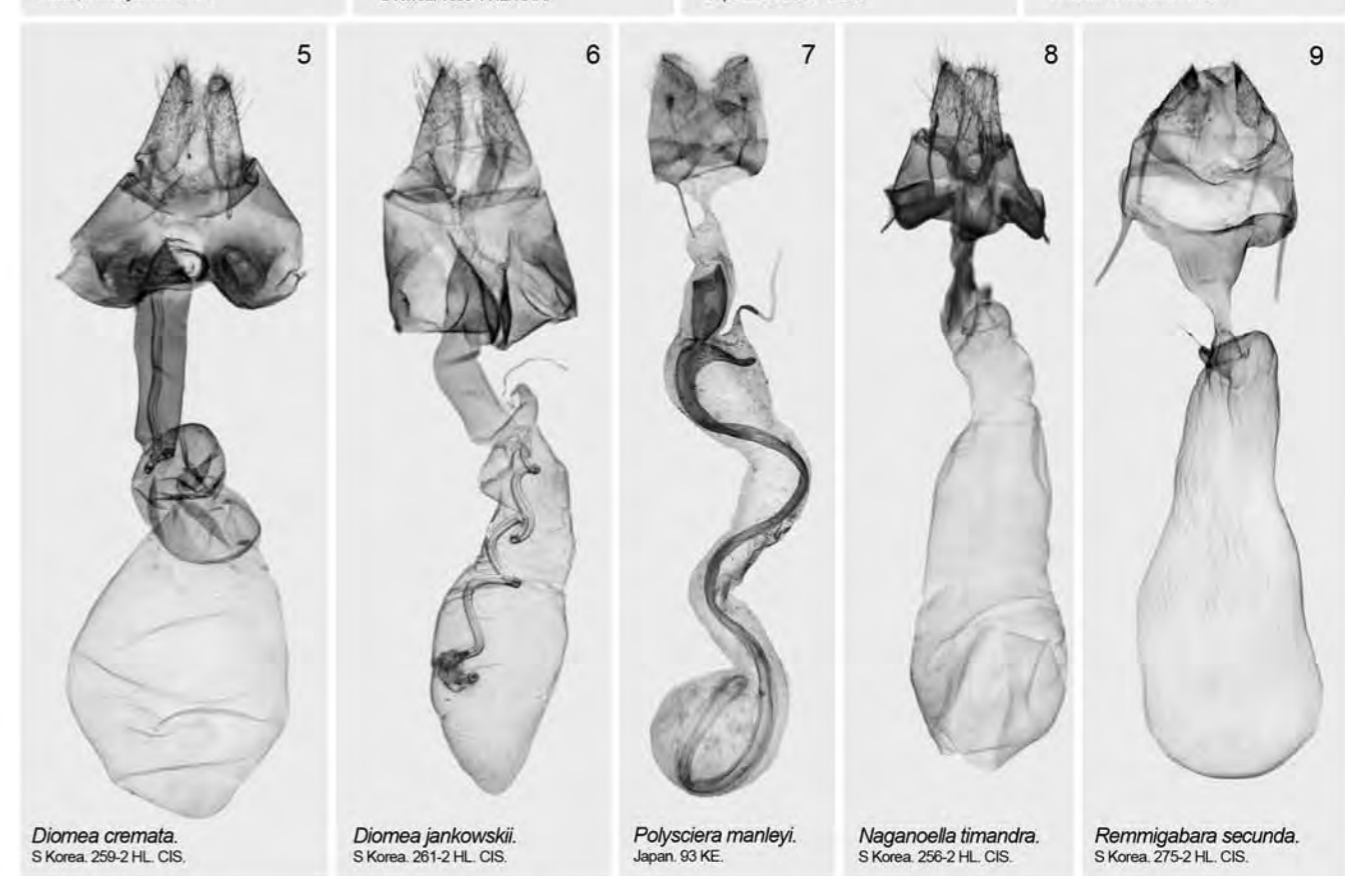 5
6
7
8
9
Diomea cremata.
S Korea. 259-2 HL. CIS.
Diomea jankowskii.
S Korea. 261-2 HL. CIS.
Polysciera manleyi.
Japan. 93 KE.
Naganoella timandra.
S Korea. 256-2 HL. CIS.
Remmigabara secunda.
S Korea. 275-2 HL. CIS.